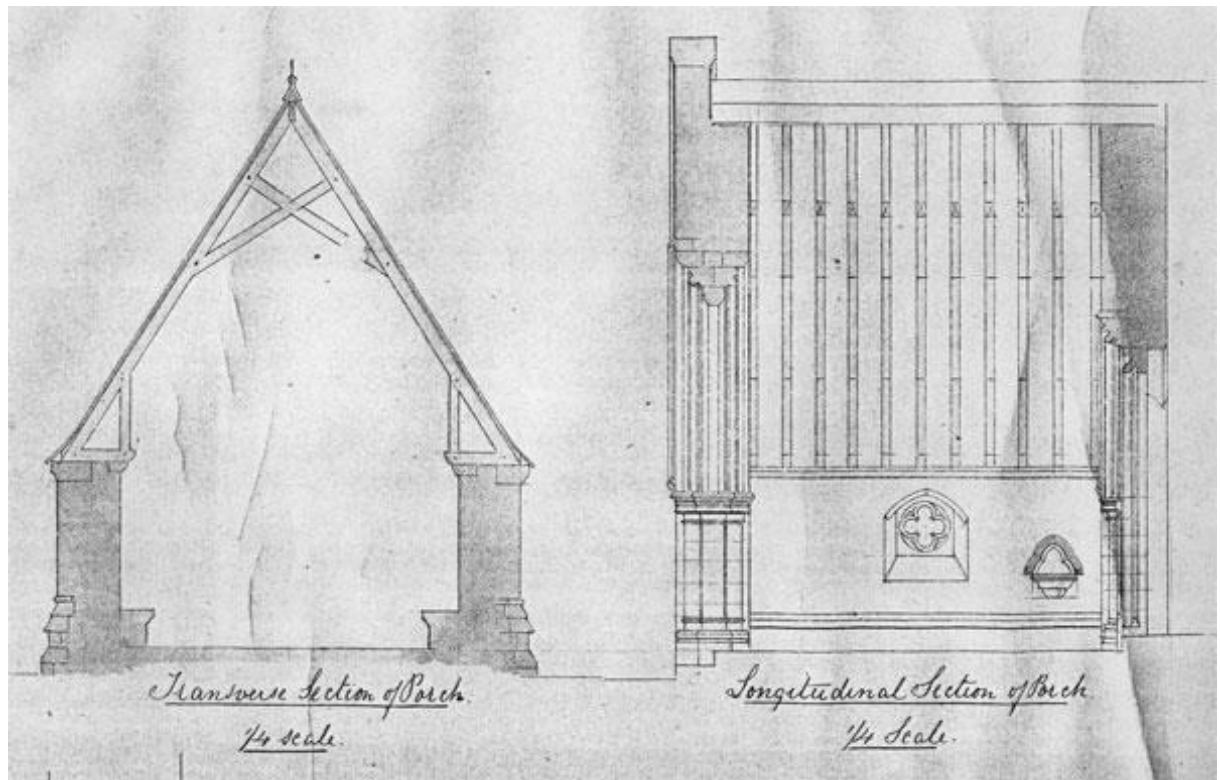 Transverse Section of Porch.
1/4 scale.
Longitudinal Section of Porch.
1/4 Scale.